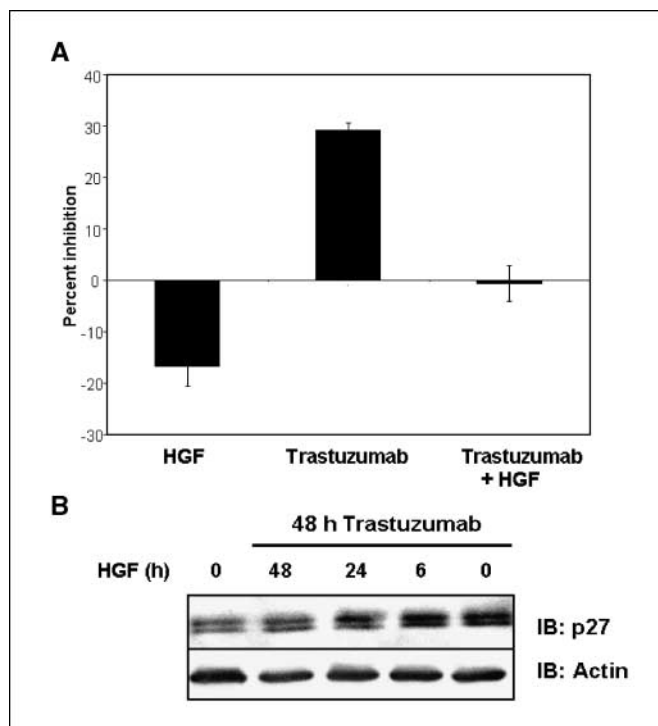 A
40
30
20
10
0
-10
-20
-30
Percent inhibition
HGF Trastuzumab Trastuzumab
+ HGF
B
48 h Trastuzumab
HGF (h) 0 48 24 6 0
IB: p27
IB: Actin